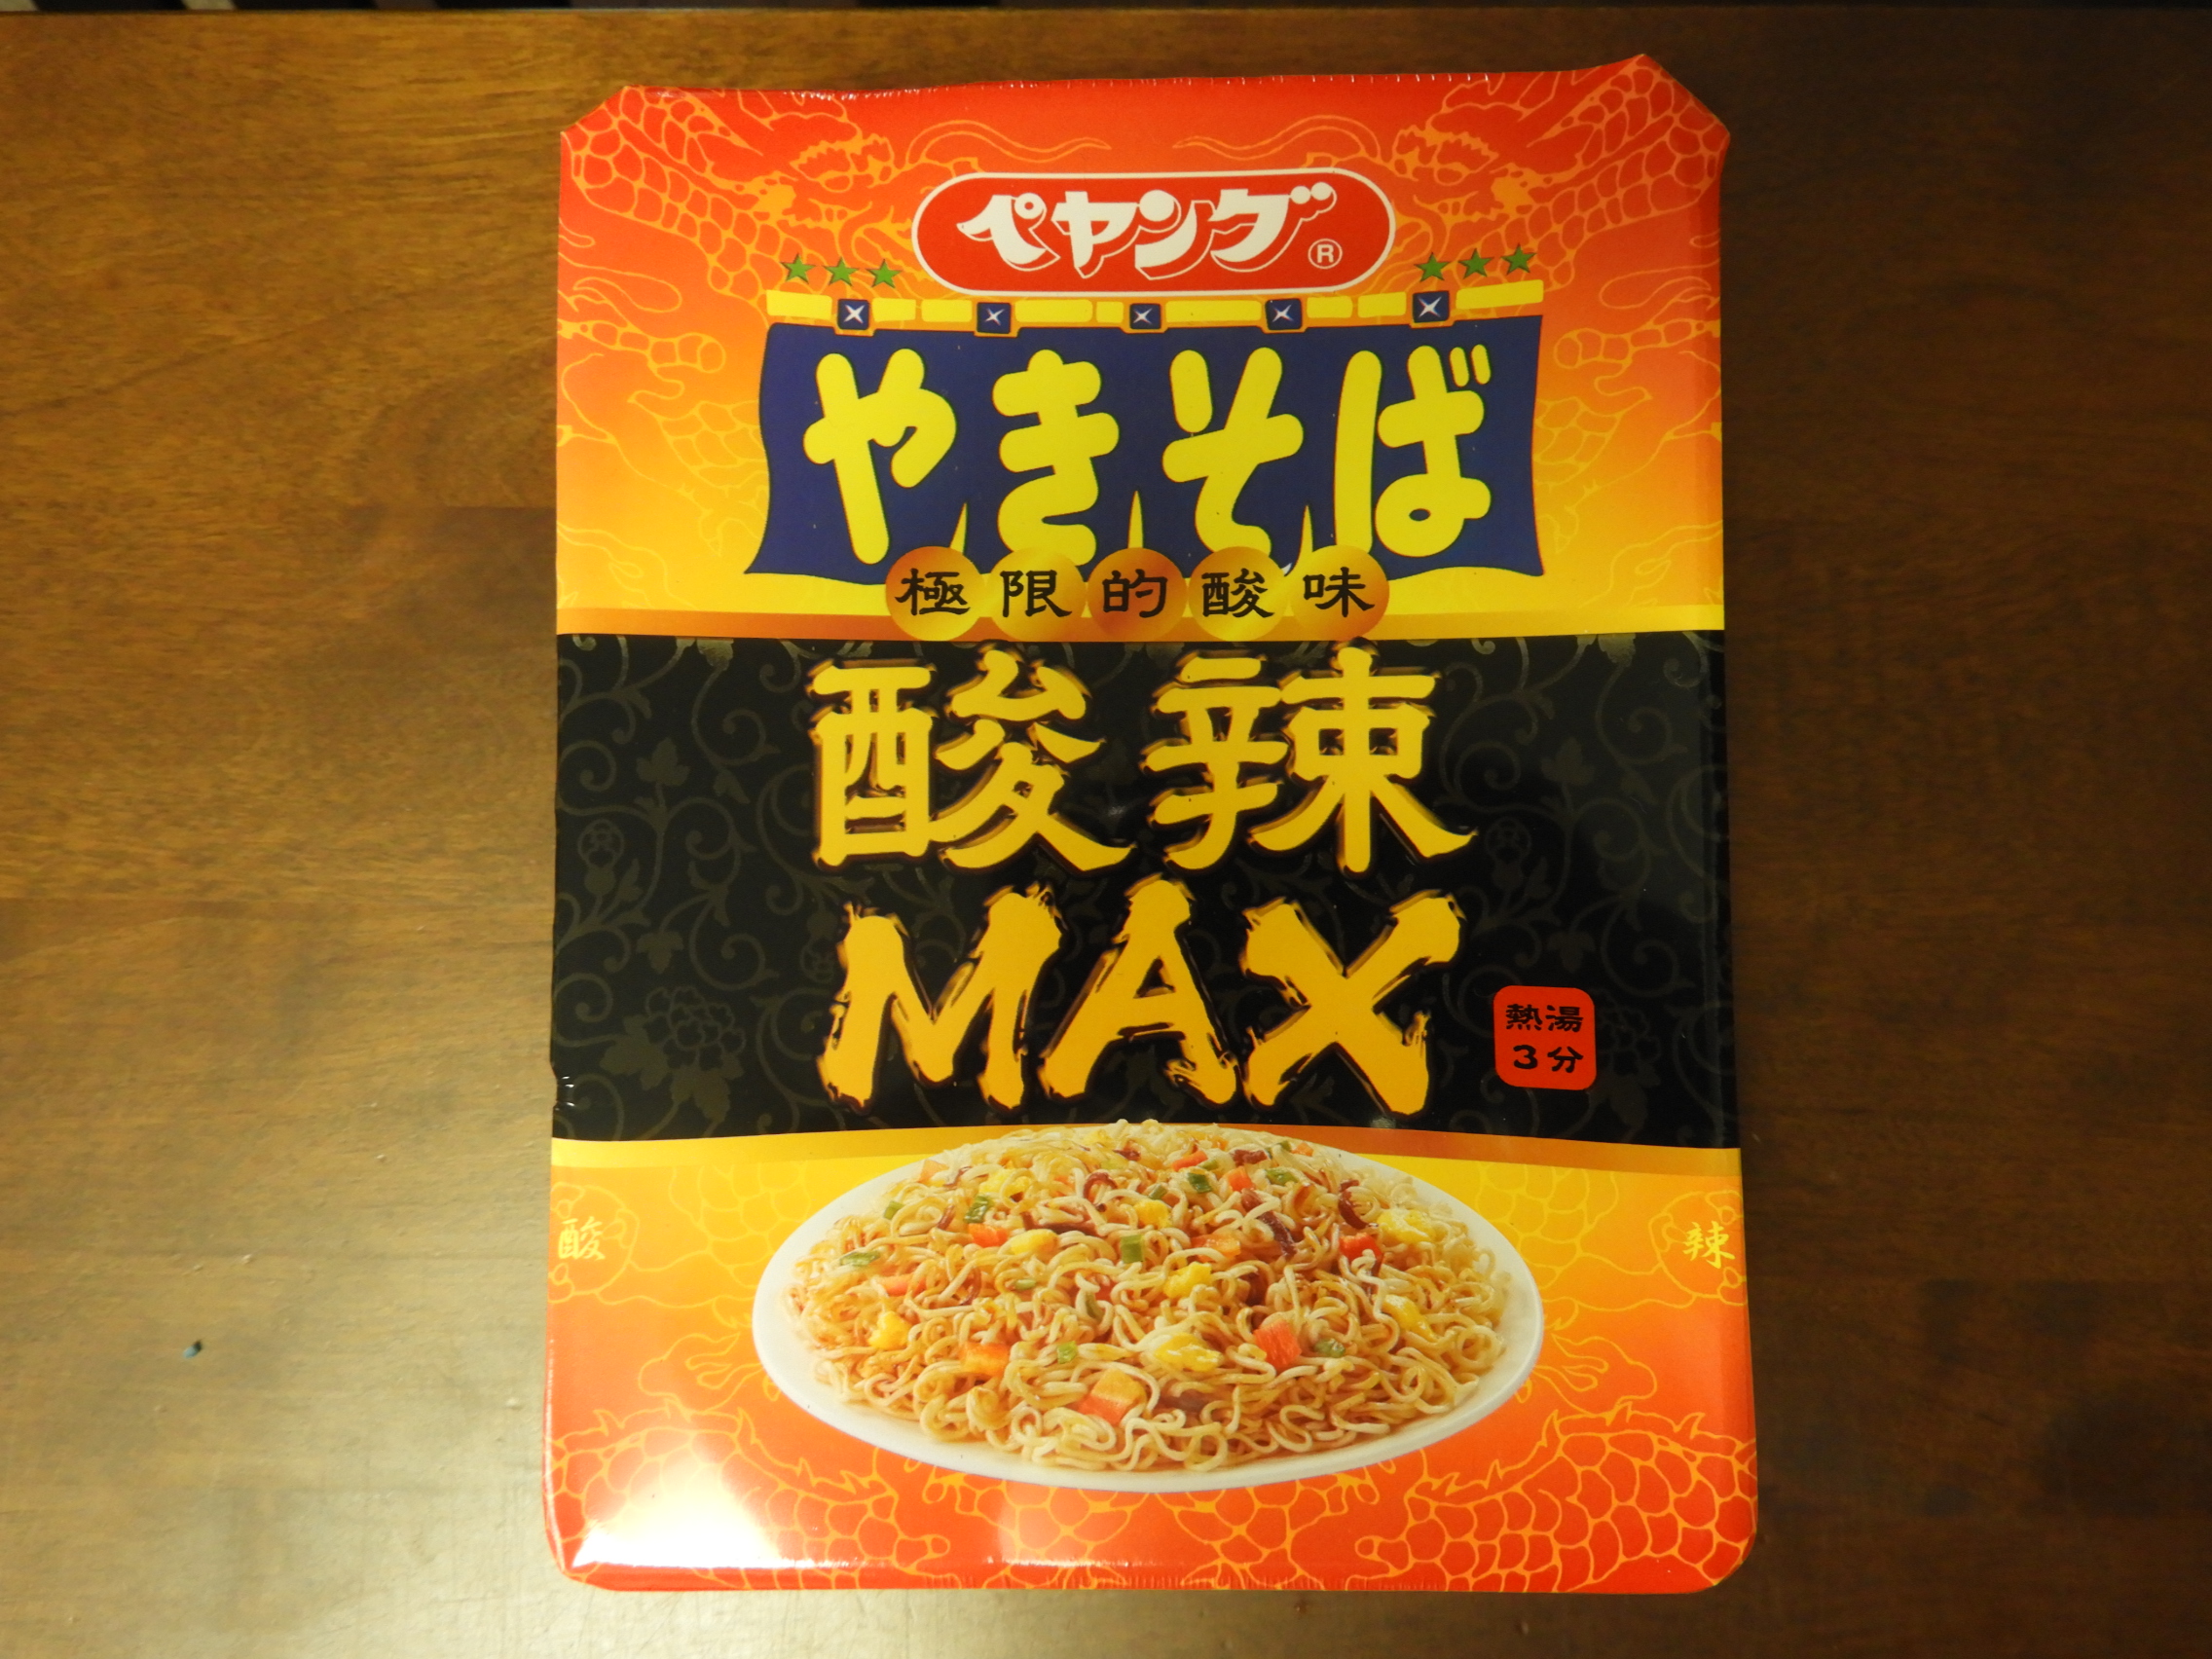 ペヤング®
やきそば
極限的酸味
酸辣
MAX
熱湯
3分
酸
辣